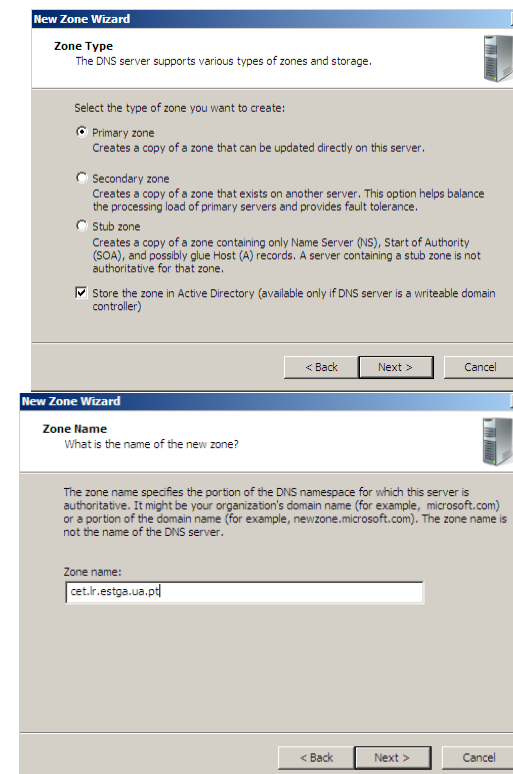 New Zone Wizard
Zone Type
The DNS server supports various types of zones and storage.
Select the type of zone you want to create:
Primary zone
Creates a copy of a zone that can be updated directly on this server.
Secondary zone
Creates a copy of a zone that exists on another server. This option helps balance
the processing load of primary servers and provides fault tolerance.
Stub zone
Creates a copy of a zone containing only Name Server (NS), Start of Authority
(SOA), and possibly glue Host (A) records. A server containing a stub zone is not
authoritative for that zone.
Store the zone in Active Directory (available only if DNS server is a writeable domain
controller)
< Back Next > Cancel
New Zone Wizard
Zone Name
What is the name of the new zone?
The zone name specifies the portion of the DNS namespace for which this server is
authoritative. It might be your organization's domain name (for example, microsoft.com)
or a portion of the domain name (for example, newzone.microsoft.com). The zone name is
not the name of the DNS server.
Zone name:
cet.lr.estga.ua.pt
< Back Next > Cancel